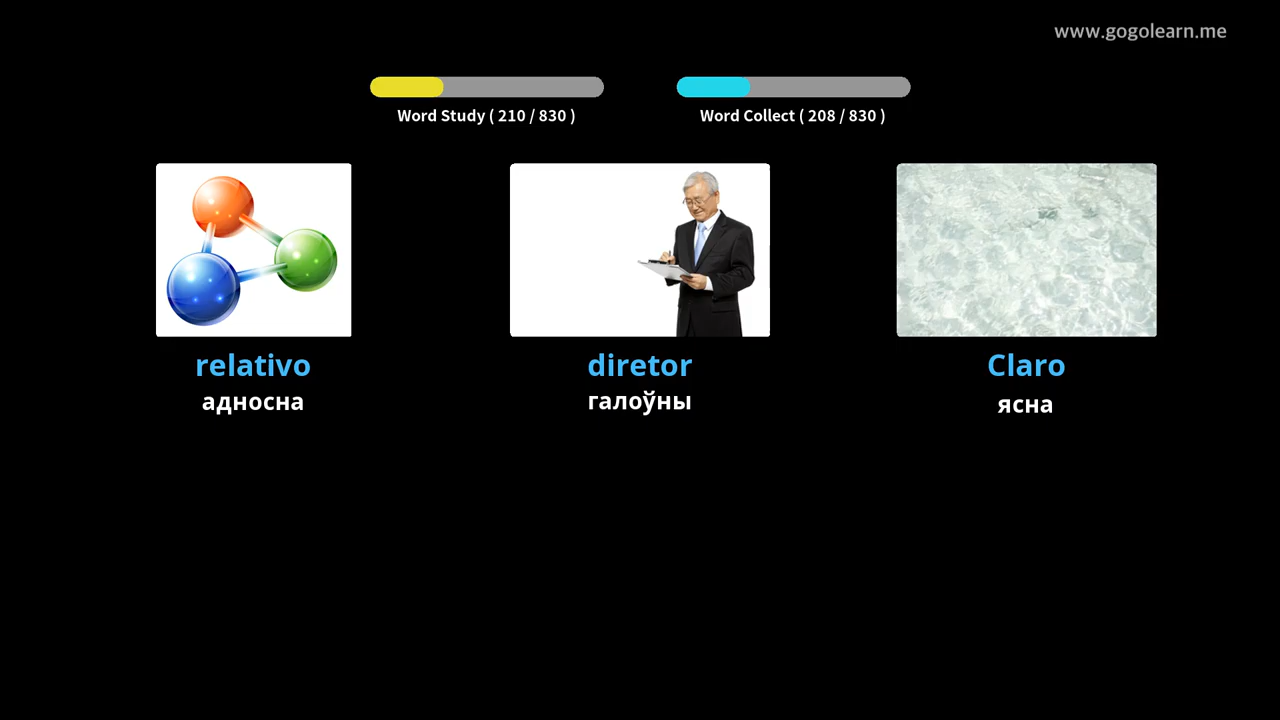 www.gogolearn.me
Word Study ( 210 / 830 )
Word Collect ( 208 / 830 )
relativo
адносна
diretor
галоўны
Claro
ясна